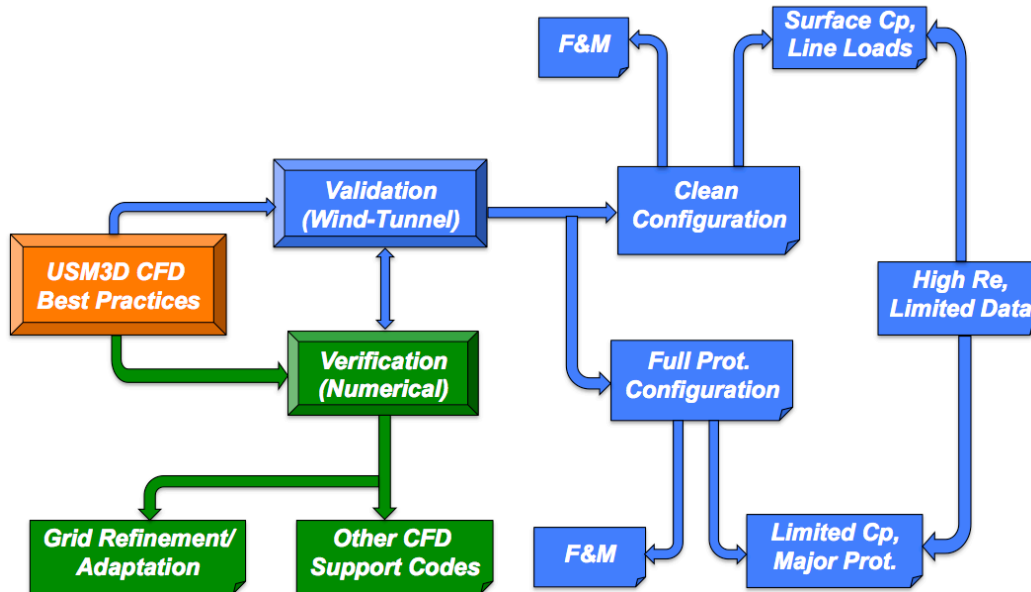 F&M
Surface Cp,
Line Loads
Validation
(Wind-Tunnel)
Clean
Configuration
USM3D CFD
Best Practices
High Re,
Limited Data
Verification
(Numerical)
Full Prot.
Configuration
Grid Refinement/
Adaptation
Other CFD
Support Codes
F&M
Limited Cp,
Major Prot.